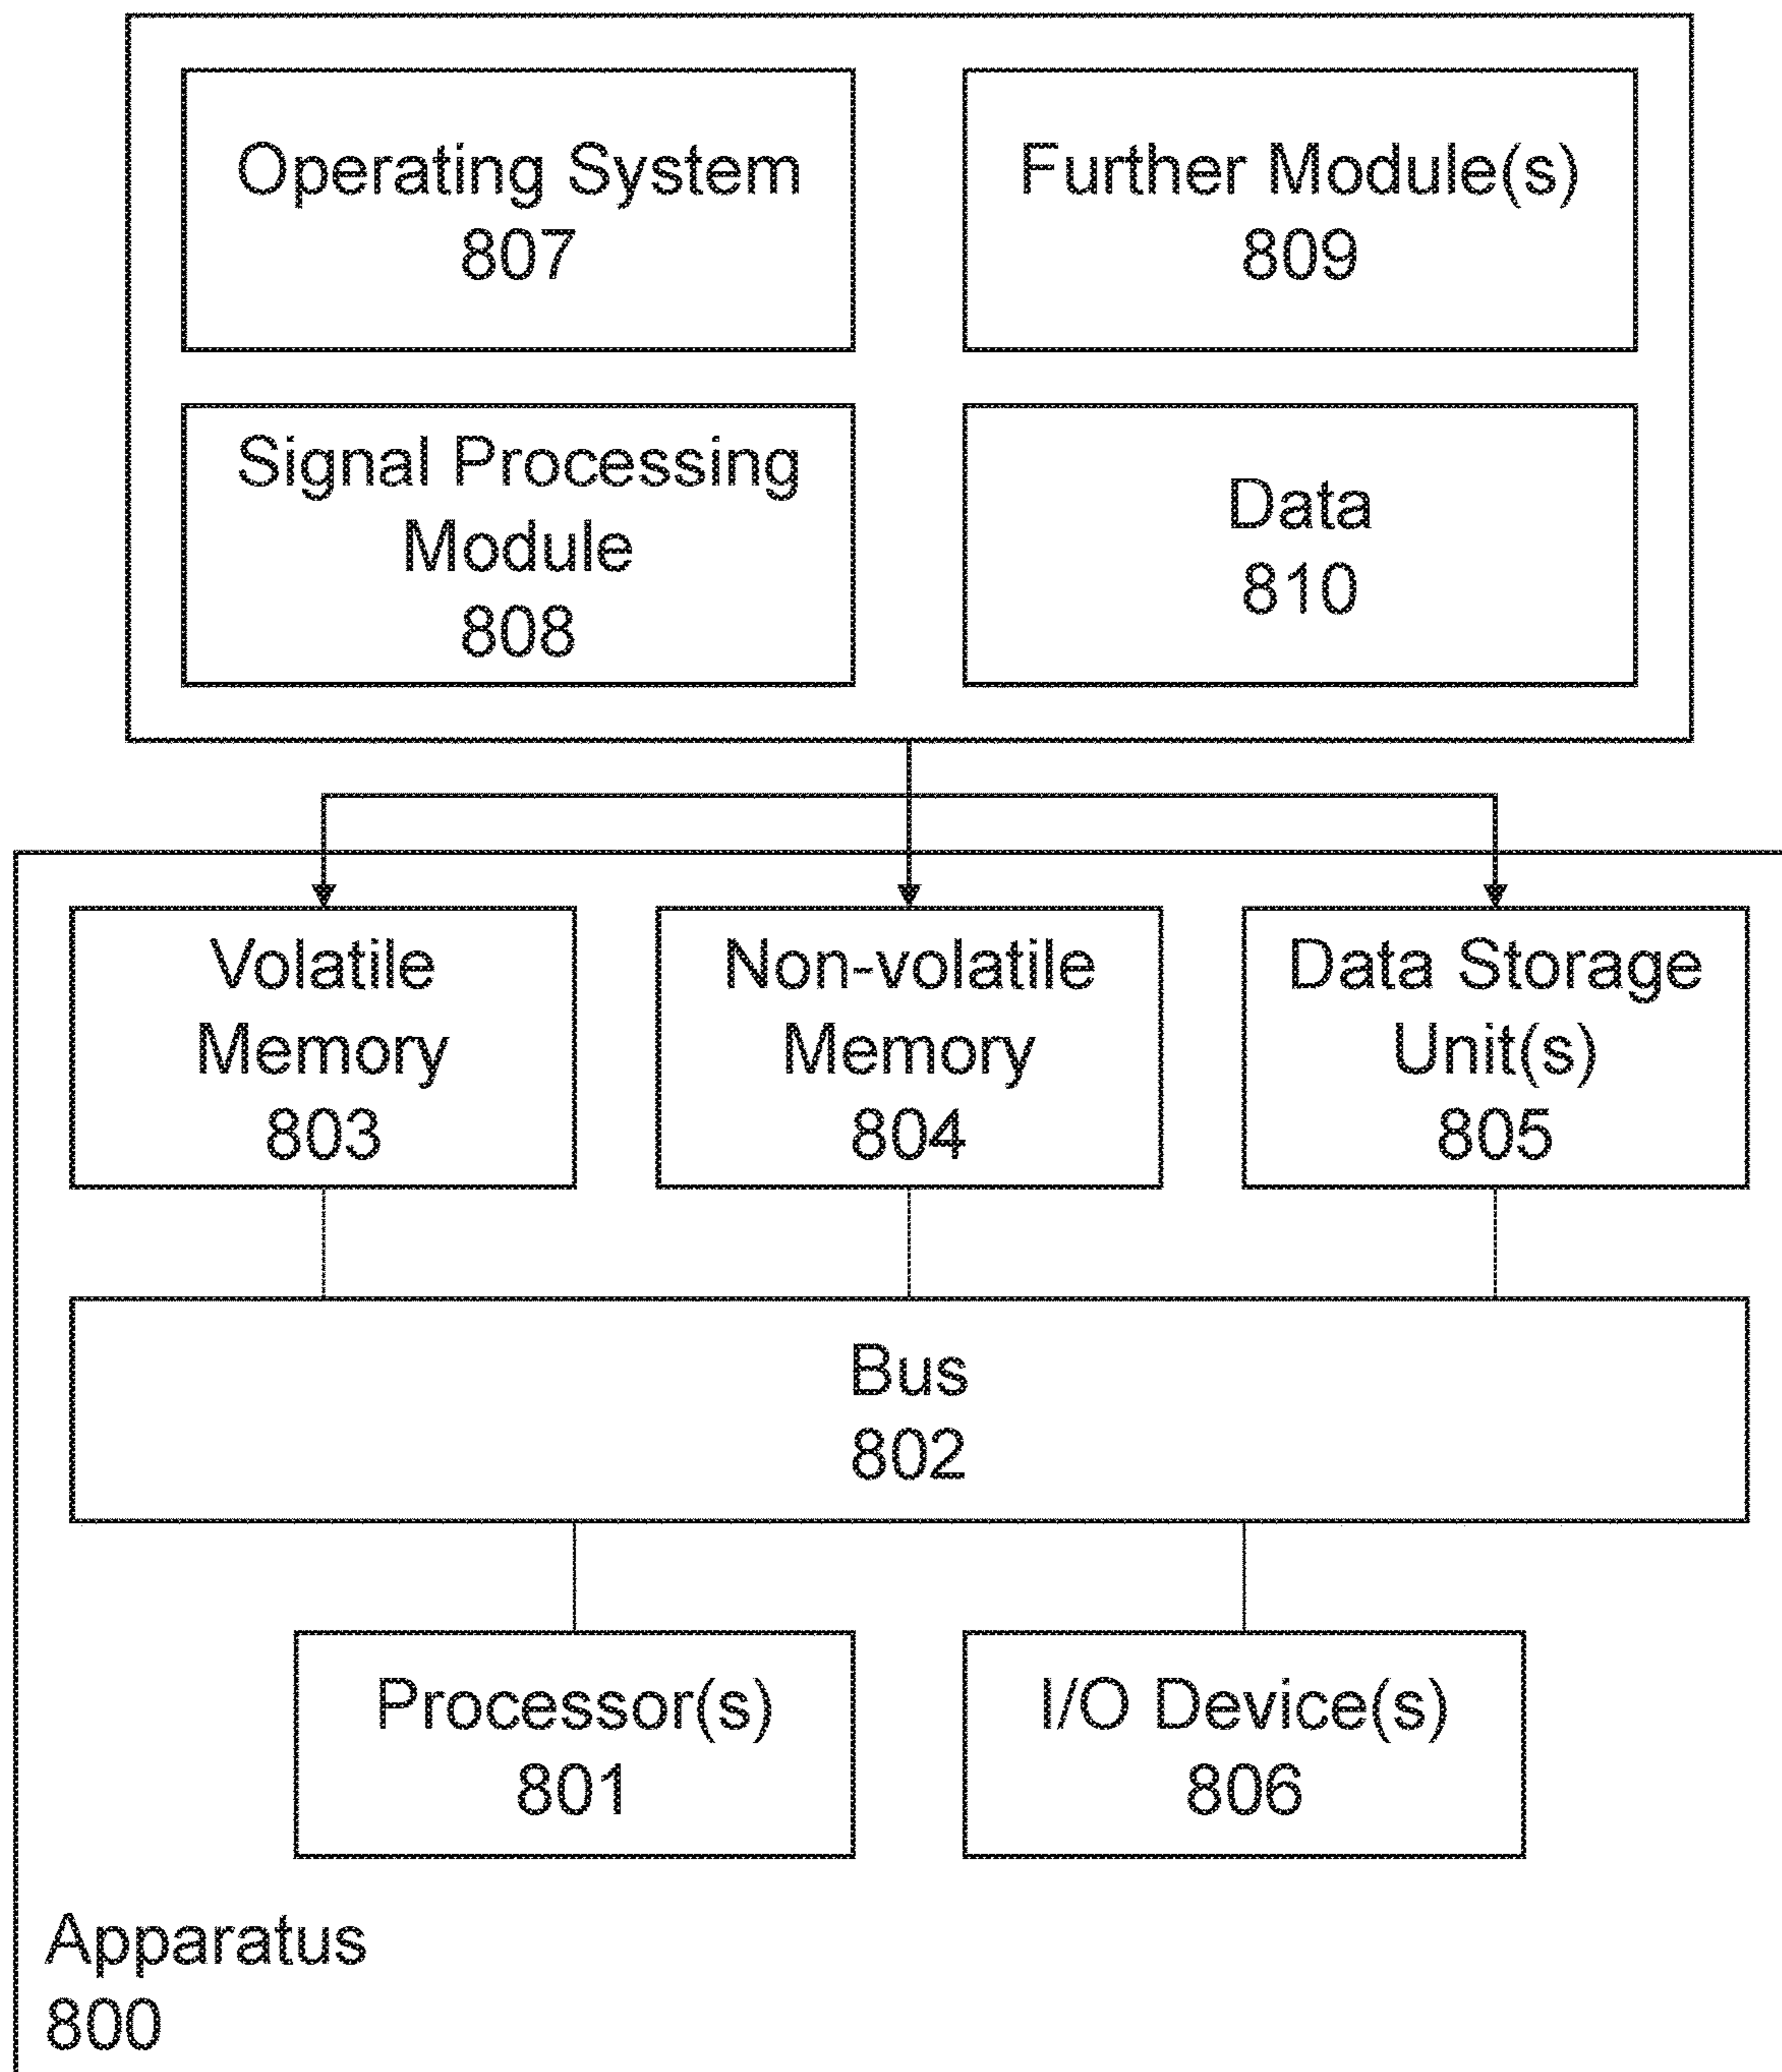 Operating System
807
Further Module(s)
809
Signal Processing
Module
808
Data
810
Volatile
Memory
803
Non-volatile
Memory
804
Data Storage
Unit(s)
805
Bus
802
Processor(s)
801
I/O Device(s)
806
Apparatus
800